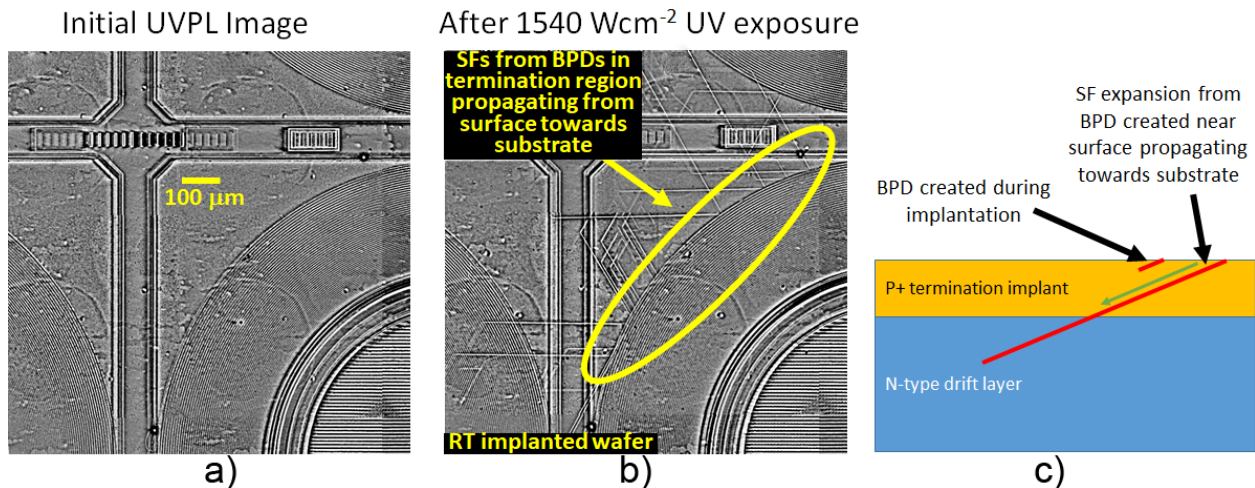 Initial UVPL Image
100 μm
a)
After 1540 Wcm⁻² UV exposure
SFs from BPDs in
termination region
propagating from
surface towards
substrate
RT implanted wafer
b)
SF expansion from
BPD created near
surface propagating
towards substrate
BPD created during
implantation
P+ termination implant
N-type drift layer
c)